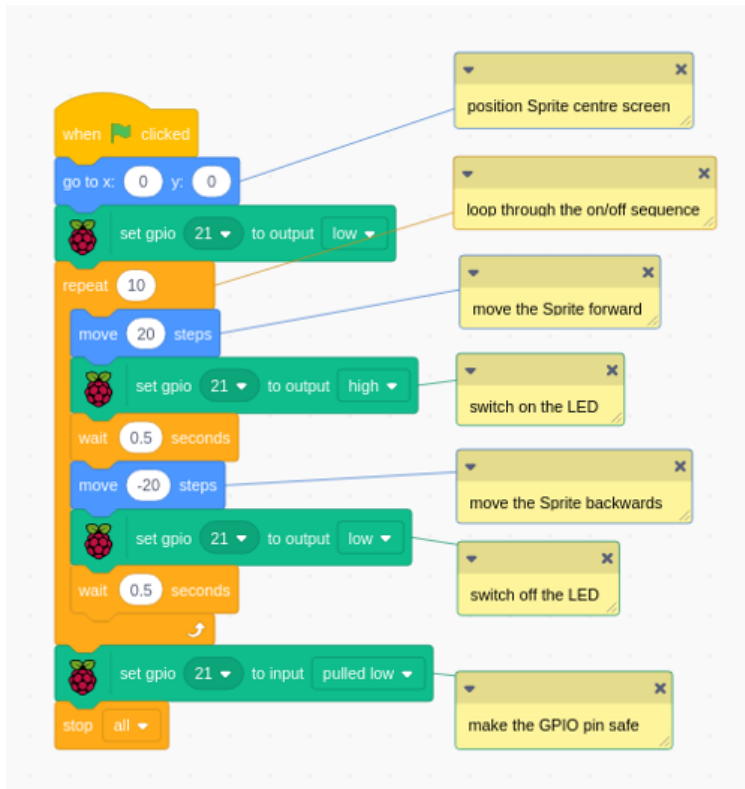 position Sprite centre screen
when clicked
go to x: 0 y: 0
loop through the on/off sequence
set gpio 21 to output low
repeat 10
move the Sprite forward
move 20 steps
set gpio 21 to output high
switch on the LED
wait 0.5 seconds
move -20 steps
move the Sprite backwards
set gpio 21 to output low
wait 0.5 seconds
switch off the LED
set gpio 21 to input pulled low
stop all
make the GPIO pin safe